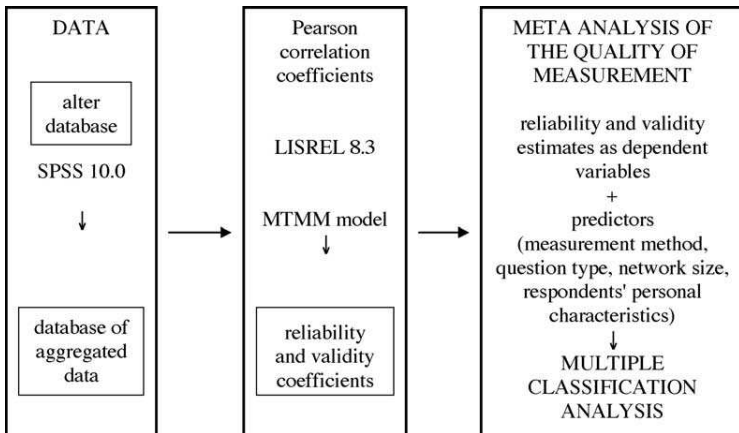 DATA
alter
database
SPSS 10.0
↓
database of
aggregated
data
Pearson
correlation
coefficients
LISREL 8.3
MTMM model
↓
reliability
and validity
coefficients
META ANALYSIS OF
THE QUALITY OF
MEASUREMENT
reliability and validity
estimates as dependent
variables
+
predictors
(measurement method,
question type, network size,
respondents' personal
characteristics)
↓
MULTIPLE
CLASSIFICATION
ANALYSIS